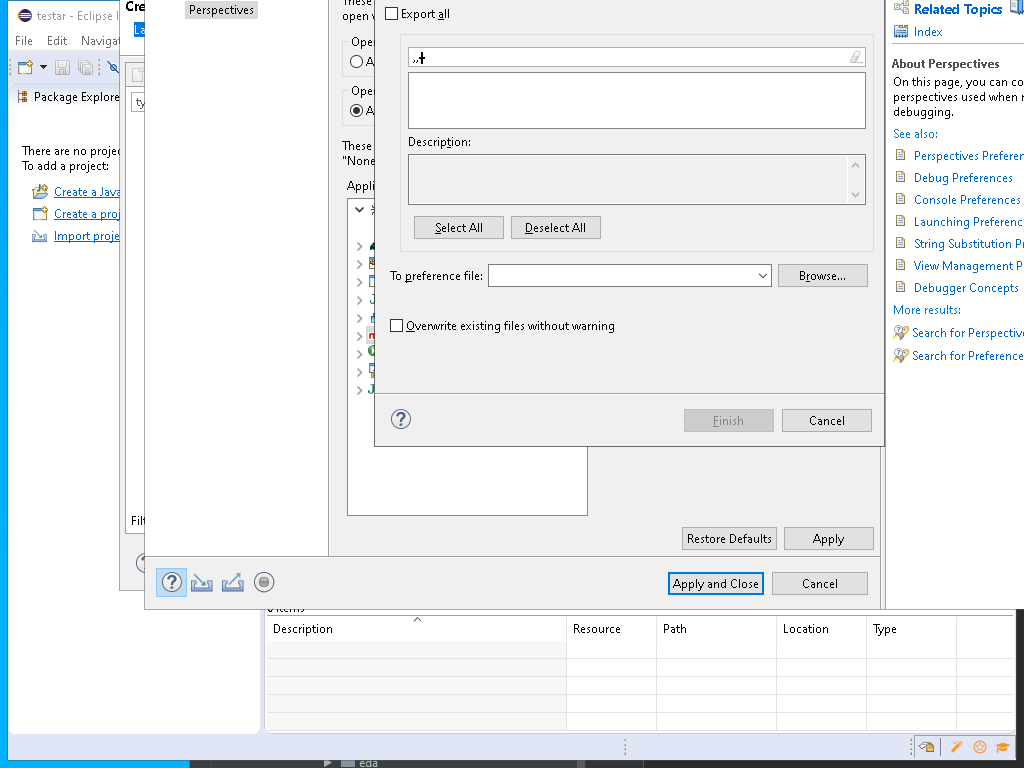 testar - Eclipse I
File Edit Navigat
Package Explore
There are no projec
To add a project:
Create a Java
Create a proj
Import proje
Cre
La
ty
Filt
Perspectives
These
open v
Open
A
Open
A
These
"None
Appli
Export all
,,ɫ
Description:
Select All
Deselect All
To preference file:
Browse...
Overwrite existing files without warning
Finish
Cancel
Restore Defaults
Apply
Apply and Close
Cancel
Related Topics
Index
About Perspectives
On this page, you can co
perspectives used when r
debugging.
See also:
Perspectives Preferen
Debug Preferences
Console Preferences
Launching Preferenc
String Substitution Pr
View Management P
Debugger Concepts
More results:
Search for Perspective
Search for Preference
0 items
Description Resource Path Location Type
eda